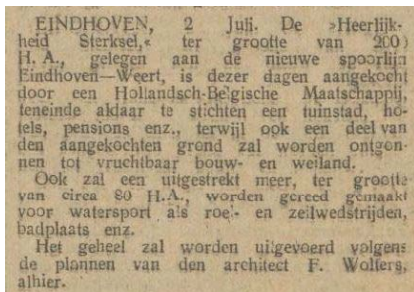 EINDHOVEN, 2 Juli. De »Heerlijk-
heid Sterksel,« ter grootte van 2000
H. A., gelegen aan de nieuwe spoorlijn
Eindhoven—Weert, is dezer dagen aangekocht
door een Hollandsch-Belgische Maatschappij,
teneinde aldaar te stichten een tuinstad, ho-
tels, pensions enz., terwijl ook een deel van
den aangekochten grond zal worden ontgon-
nen tot vruchtbaar bouw- en weiland.
Ook zal een uitgestrekt meer, ter grootte
van circa 80 H.A., worden gereed gemaakt
voor watersport als roei- en zeilwedstrijden,
badplaats enz.
Het geheel zal worden uitgevoerd volgens
de plannen van den architect F. Wolters,
alhier.